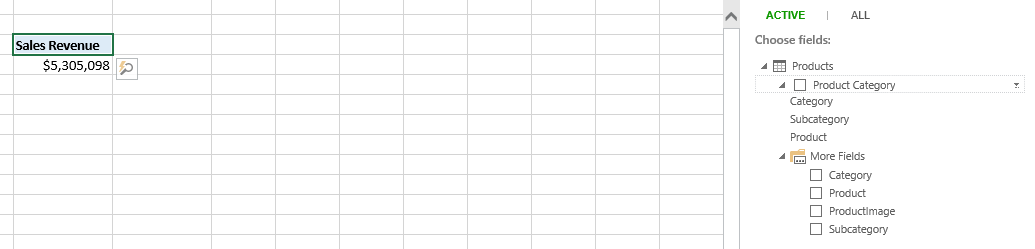 Sales Revenue
$5,305,098
ACTIVE | ALL
Choose fields:
Products
Product Category
Category
Subcategory
Product
More Fields
Category
Product
ProductImage
Subcategory